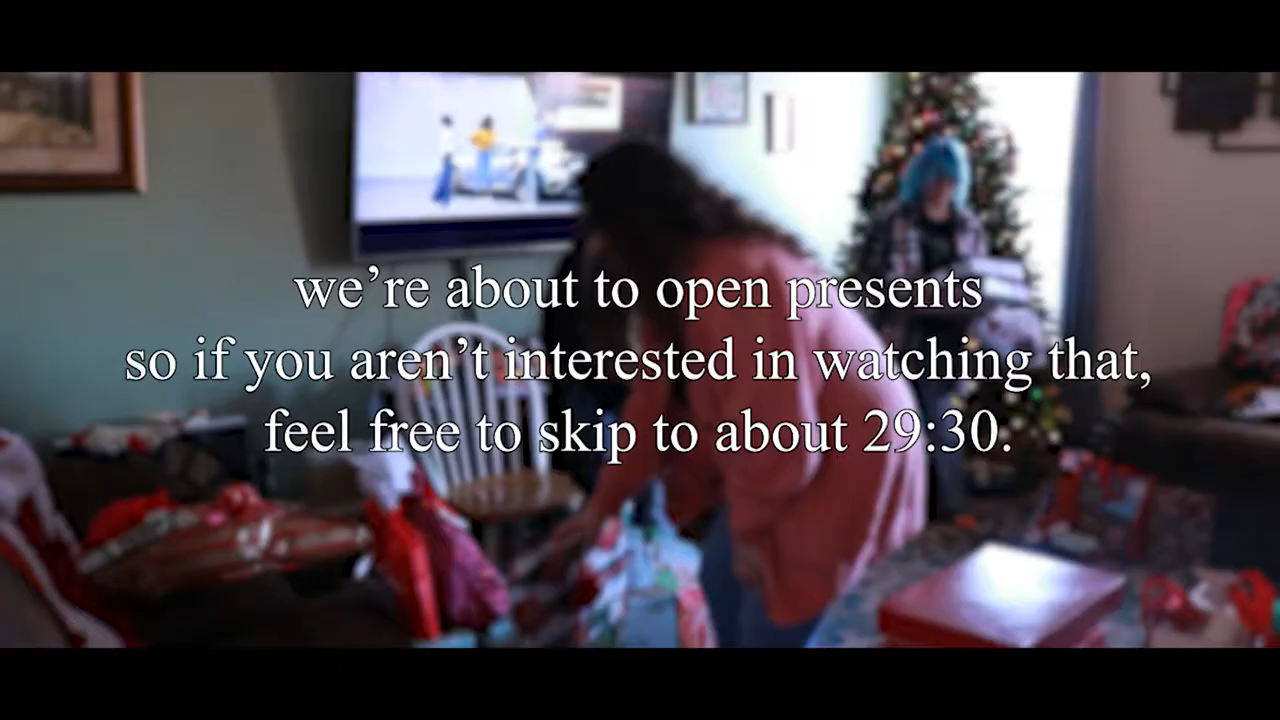 we're about to open presents
so if you aren't interested in watching that,
feel free to skip to about 29:30.